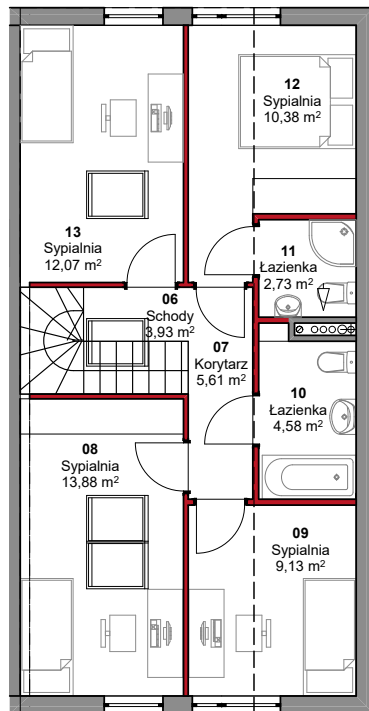 12
Sypialnia
10,38 m²
13
Sypialnia
12,07 m²
11
Łazienka
2,73 m²
06
Schody
3,93 m²
07
Korytarz
5,61 m²
10
Łazienka
4,58 m²
08
Sypialnia
13,88 m²
09
Sypialnia
9,13 m²